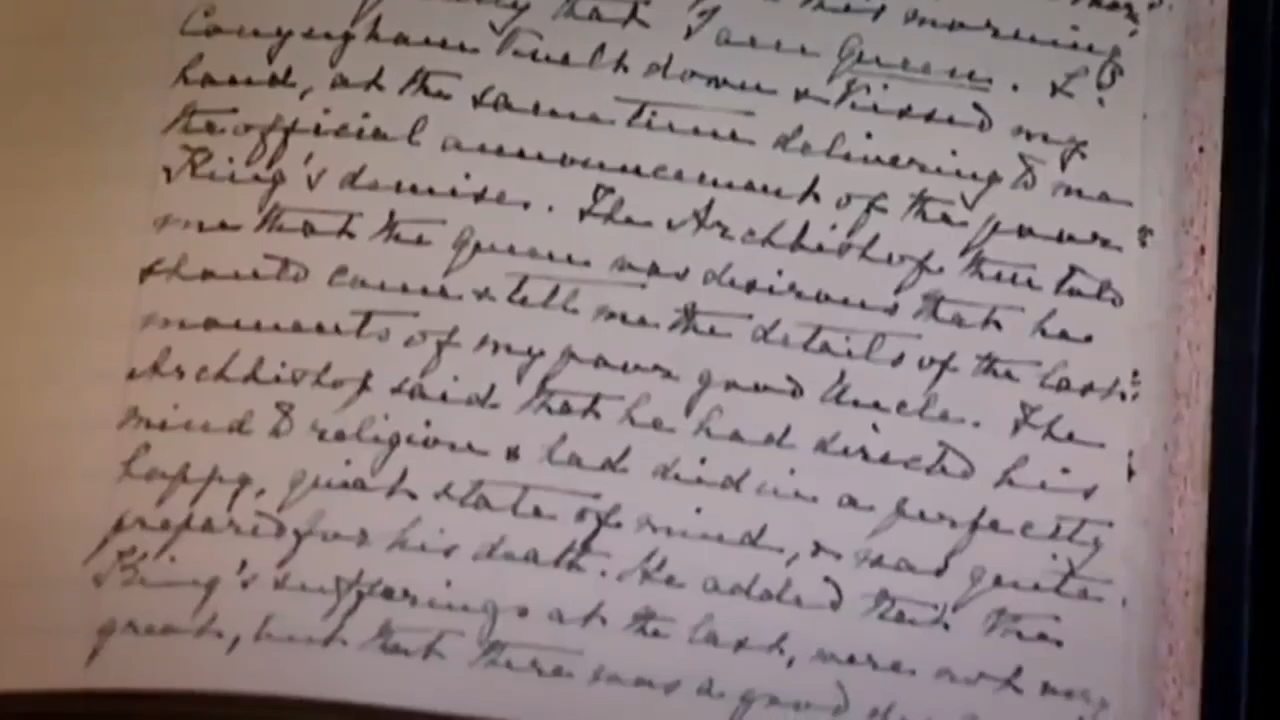 this morning
that I am Queen. Ld.
Conyngham knelt down & kissed my
hand, at the same time delivering to me
the official announcement of the poor
King's demise. The Archbishop then told
me that the Queen was desirous that he
should come & tell me the details of the last
moments of my poor good Uncle. The
Archbishop said that he had directed his
mind to religion & had died in a perfectly
happy, quiet state of mind, & was quite
prepared for his death. He added that the
King's sufferings at the last, were not very
great, but that there was a good